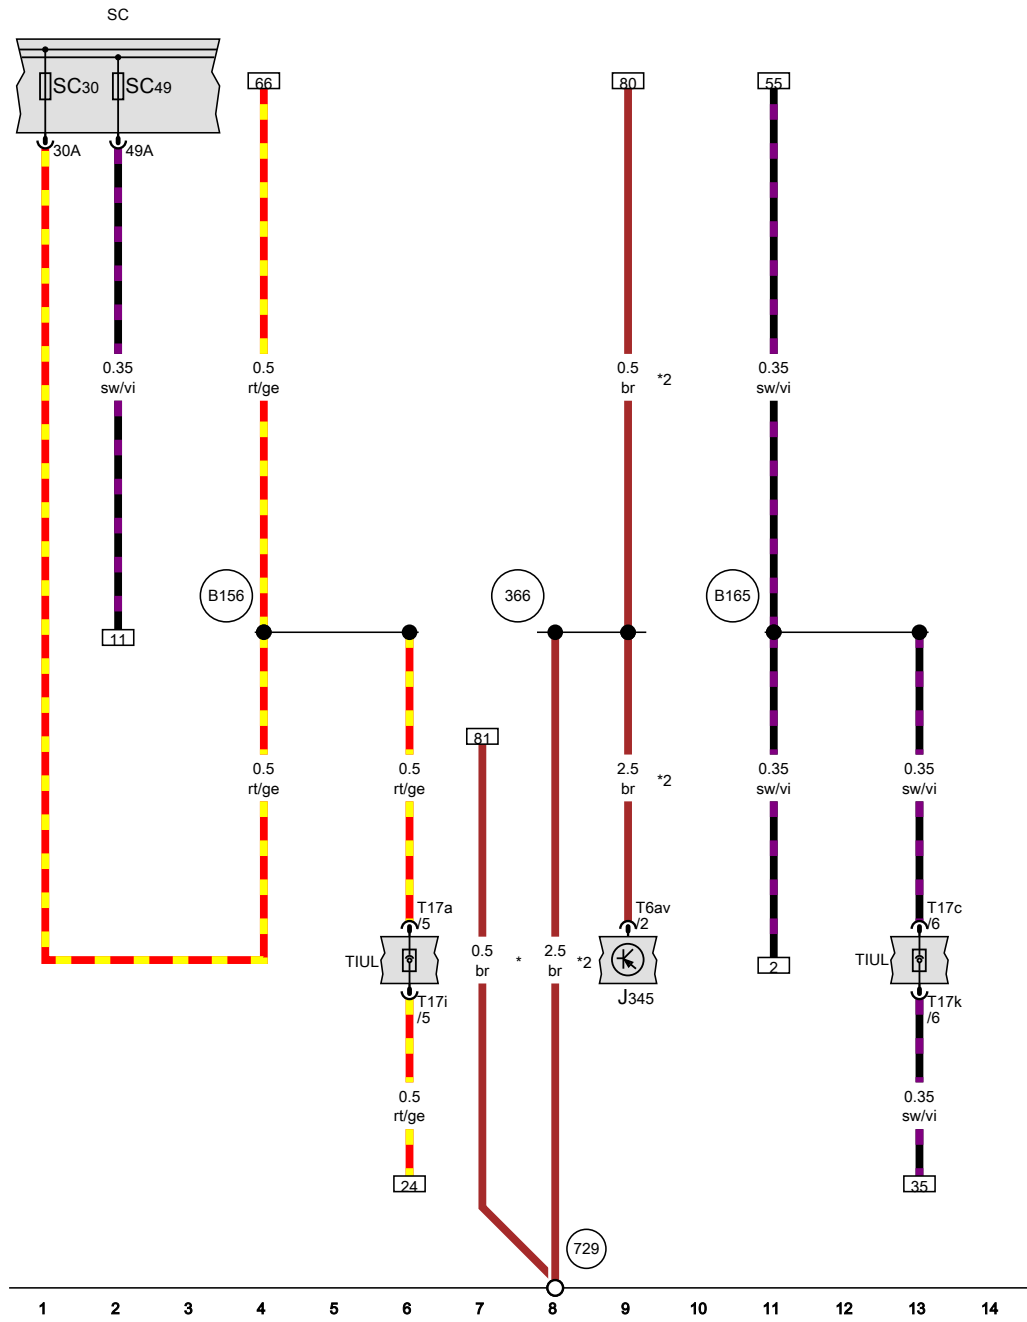 SC
SC30
SC49
66
80
55
30A
49A
0.35
sw/vi
0.5
rt/ge
0.5
br
*2
0.35
sw/vi
B156
366
B165
11
81
0.5
rt/ge
0.5
rt/ge
2.5
br
*2
0.35
sw/vi
0.35
sw/vi
T17a
/5
T6av
/2
T17c
/6
TIUL
0.5
br
*
2.5
br
*2
J345
2
TIUL
T17i
/5
T17k
/6
0.5
rt/ge
0.35
sw/vi
24
35
729
1 2 3 4 5 6 7 8 9 10 11 12 13 14